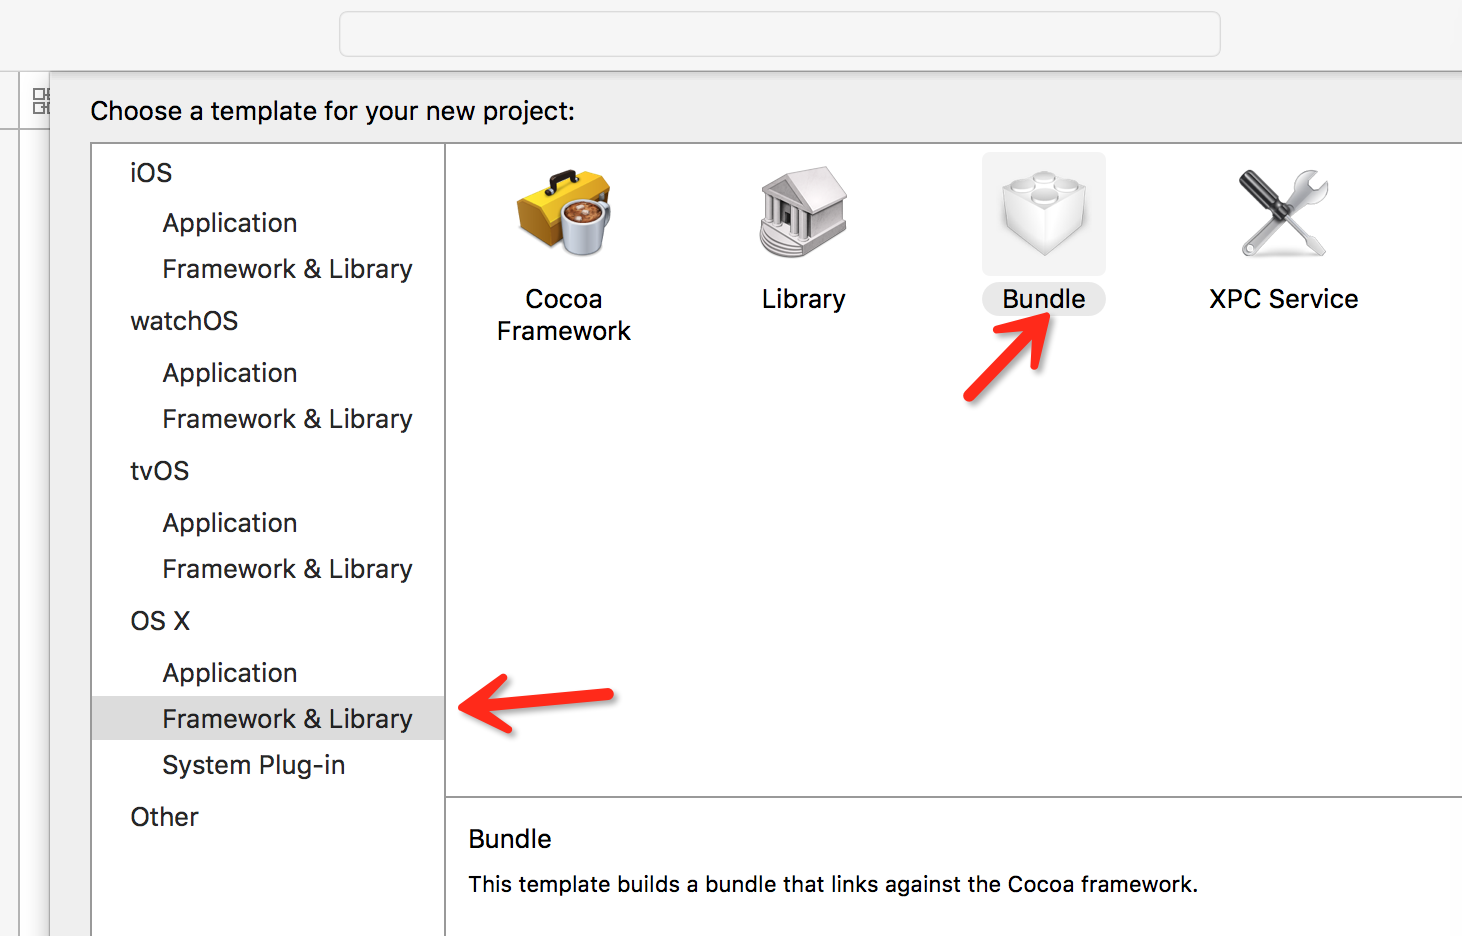 Choose a template for your new project:
iOS
Application
Framework & Library
watchOS
Application
Framework & Library
tvOS
Application
Framework & Library
OS X
Application
Framework & Library
System Plug-in
Other
Cocoa
Framework
Library
Bundle
XPC Service
Bundle
This template builds a bundle that links against the Cocoa framework.